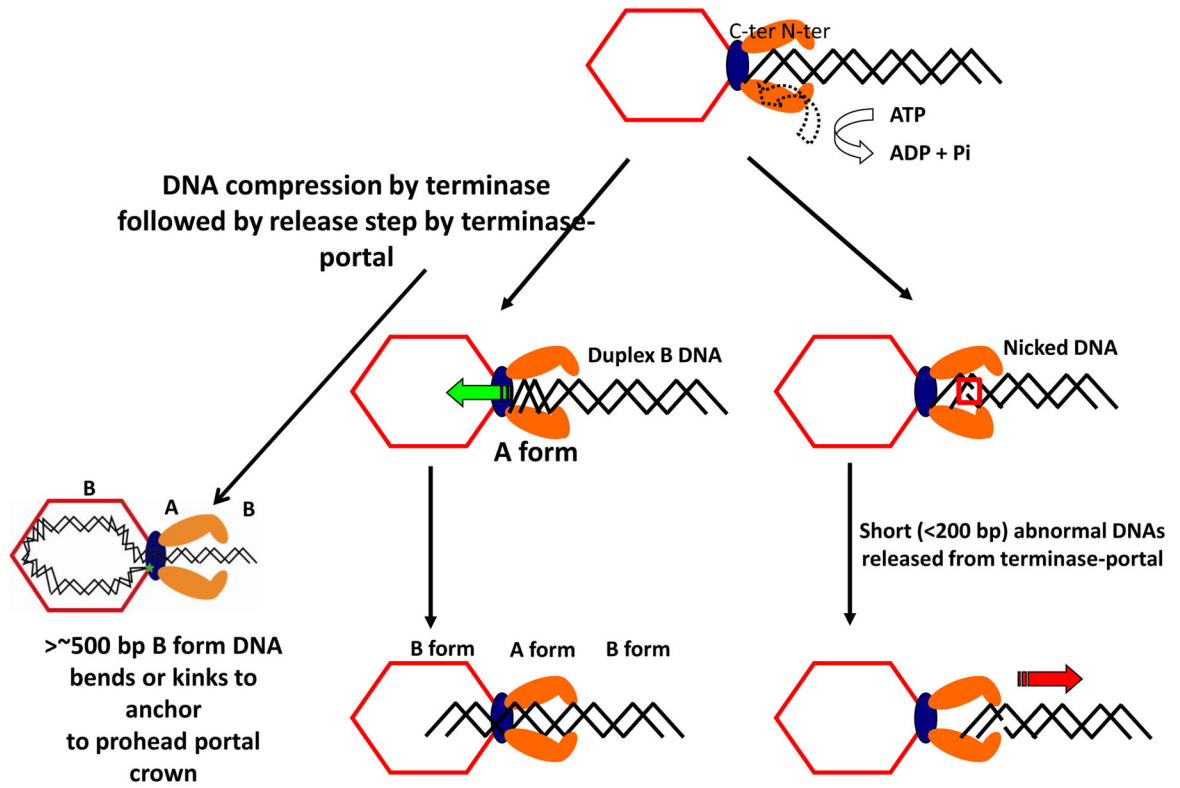 C-ter N-ter
ATP
ADP + Pi
DNA compression by terminase
followed by release step by terminase-
portal
Duplex B DNA
Nicked DNA
A form
B
A
B
Short (<200 bp) abnormal DNAs
released from terminase-portal
>~500 bp B form DNA
bends or kinks to
anchor
to prohead portal
crown
B form
A form
B form